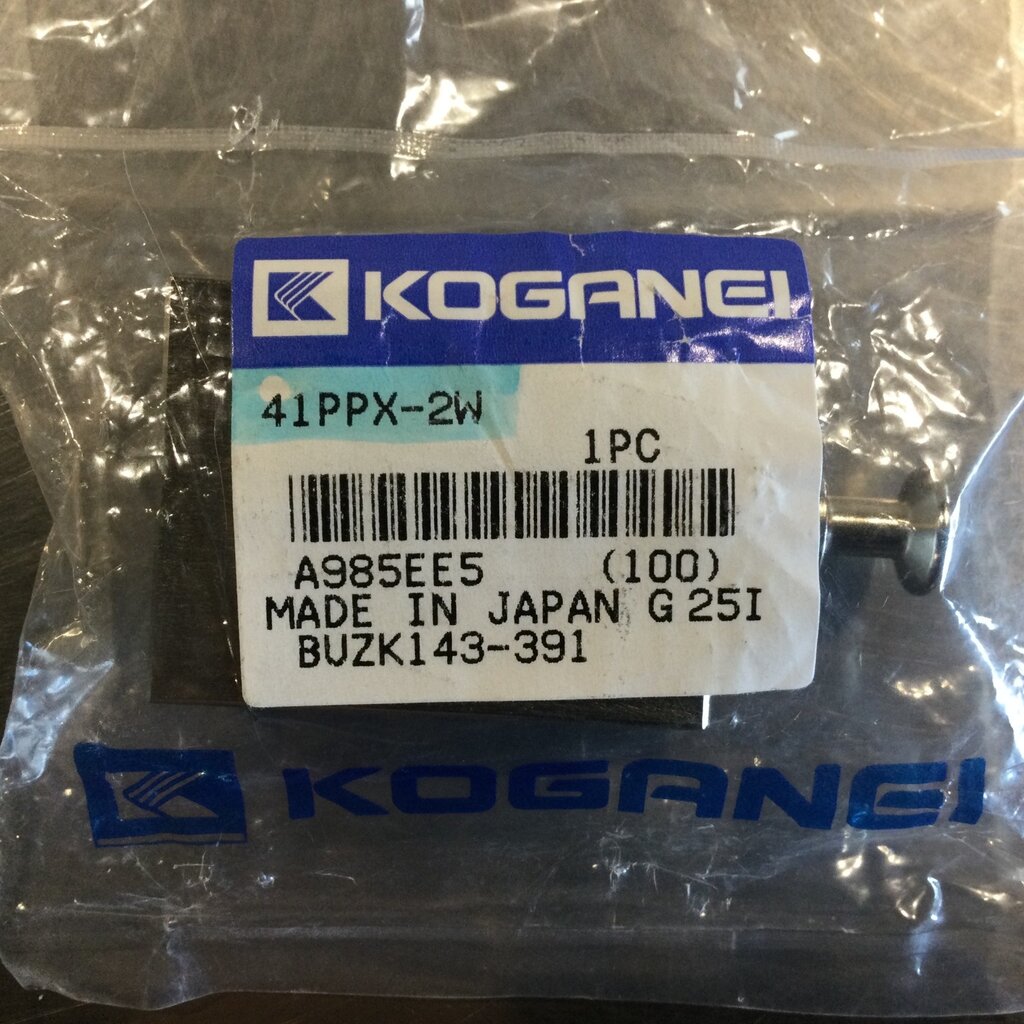 KOGANEI
41PPX-2W
1PC
A985EE5 (100)
MADE IN JAPAN G 25I
BUZK143-391
KOGANEI